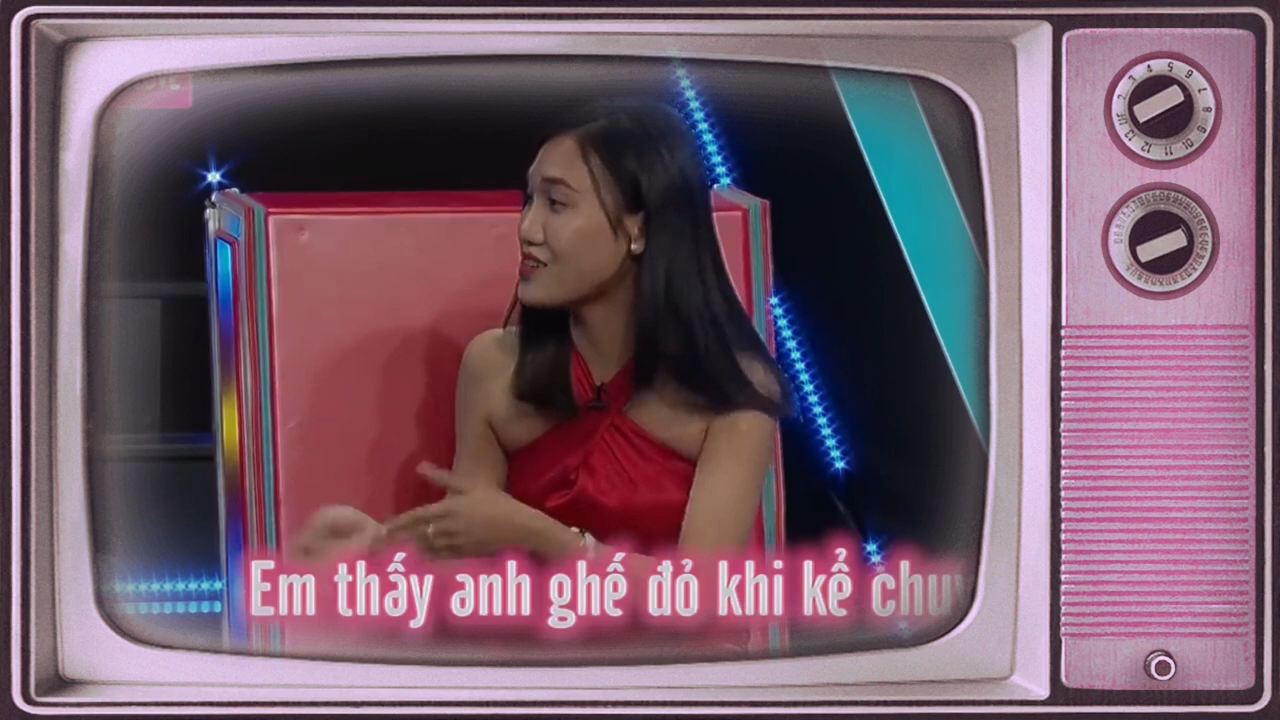 Em thấy anh ghế đỏ khi kể